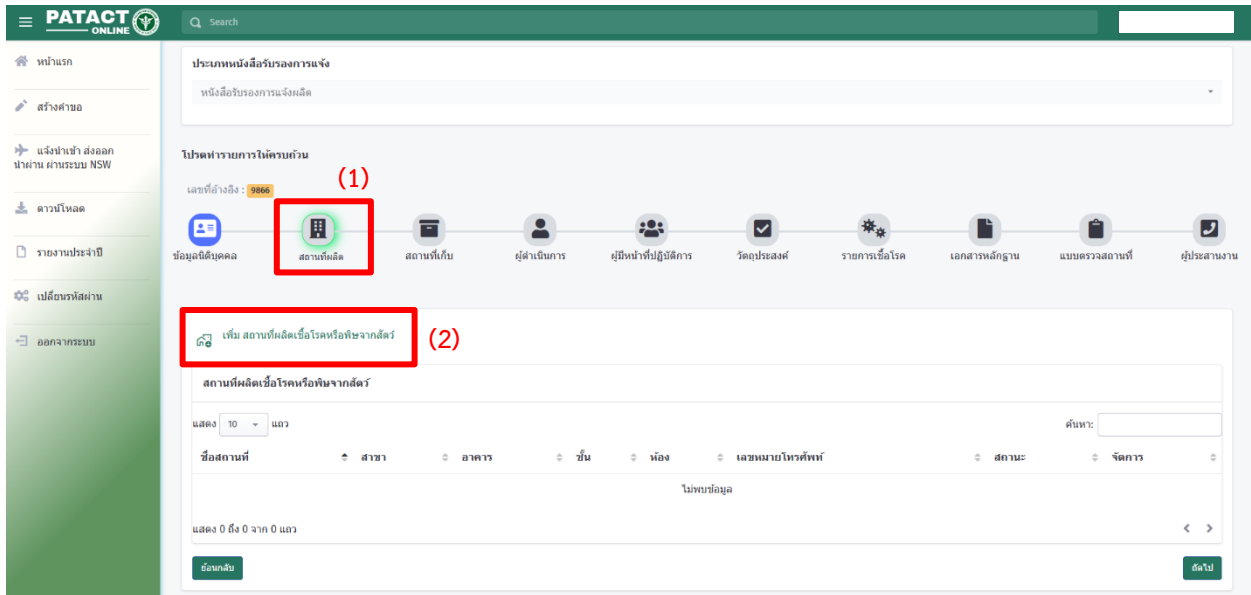 PATACT
ONLINE
Search
หน้าแรก
สร้างคำขอ
แจ้งนำเข้า ส่งออก
นำผ่าน ผ่านระบบ NSW
ดาวน์โหลด
รายงานประจำปี
เปลี่ยนรหัสผ่าน
ออกจากระบบ
ประเภทหนังสือรับรองการแจ้ง
หนังสือรับรองการแจ้งผลิต
โปรดทำรายการให้ครบถ้วน
เลขที่อ้างอิง : 9866
(1)
ข้อมูลนิติบุคคล สถานที่ผลิต สถานที่เก็บ ผู้ดำเนินการ ผู้มีหน้าที่ปฏิบัติการ วัตถุประสงค์ รายการเชื้อโรค เอกสารหลักฐาน แบบตรวจสถานที่ ผู้ประสานงาน
เพิ่ม สถานที่ผลิตเชื้อโรคหรือพิษจากสัตว์
(2)
สถานที่ผลิตเชื้อโรคหรือพิษจากสัตว์
แสดง 10 แถว ค้นหา:
ชื่อสถานที่ สาขา อาคาร ชั้น ห้อง เลขหมายโทรศัพท์ สถานะ จัดการ
ไม่พบข้อมูล
แสดง 0 ถึง 0 จาก 0 แถว
ย้อนกลับ ถัดไป